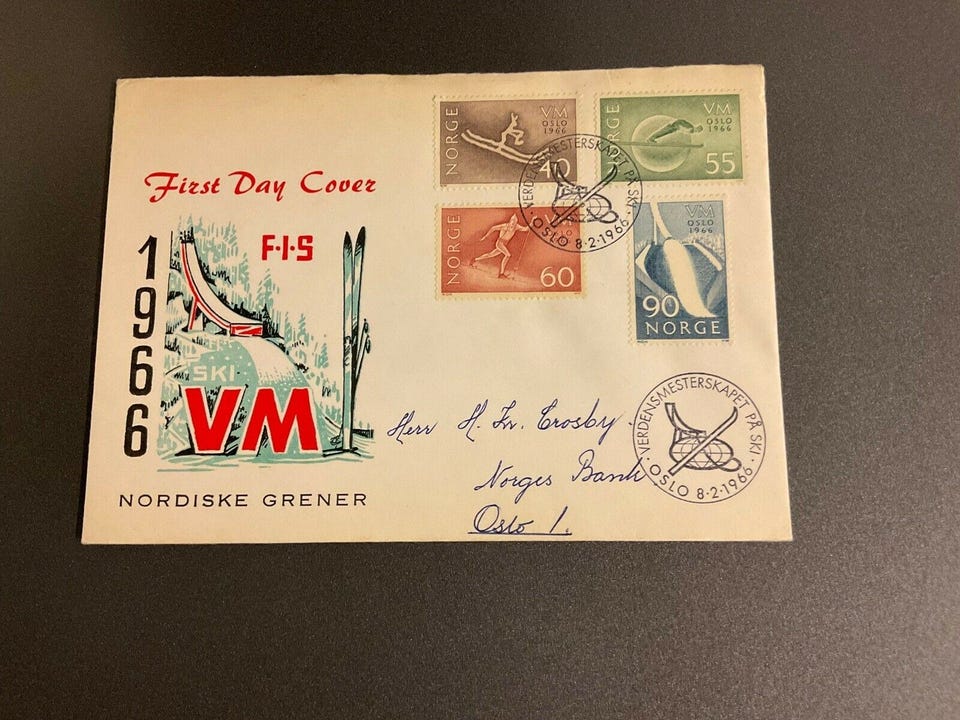 First Day Cover
1966
F·I·S
SKI
VM
NORDISKE GRENER
NORGE
VM
OSLO
1966
40
NORGE
VM
OSLO
1966
55
NORGE
60
VM
OSLO
1966
90
NORGE
VERDENSMESTERSKAPET PÅ SKI
OSLO 8·2·1966
Herr H. Fr. Crosby
Norges Bank
Oslo 1.
VERDENSMESTERSKAPET PÅ SKI
OSLO 8·2·1966